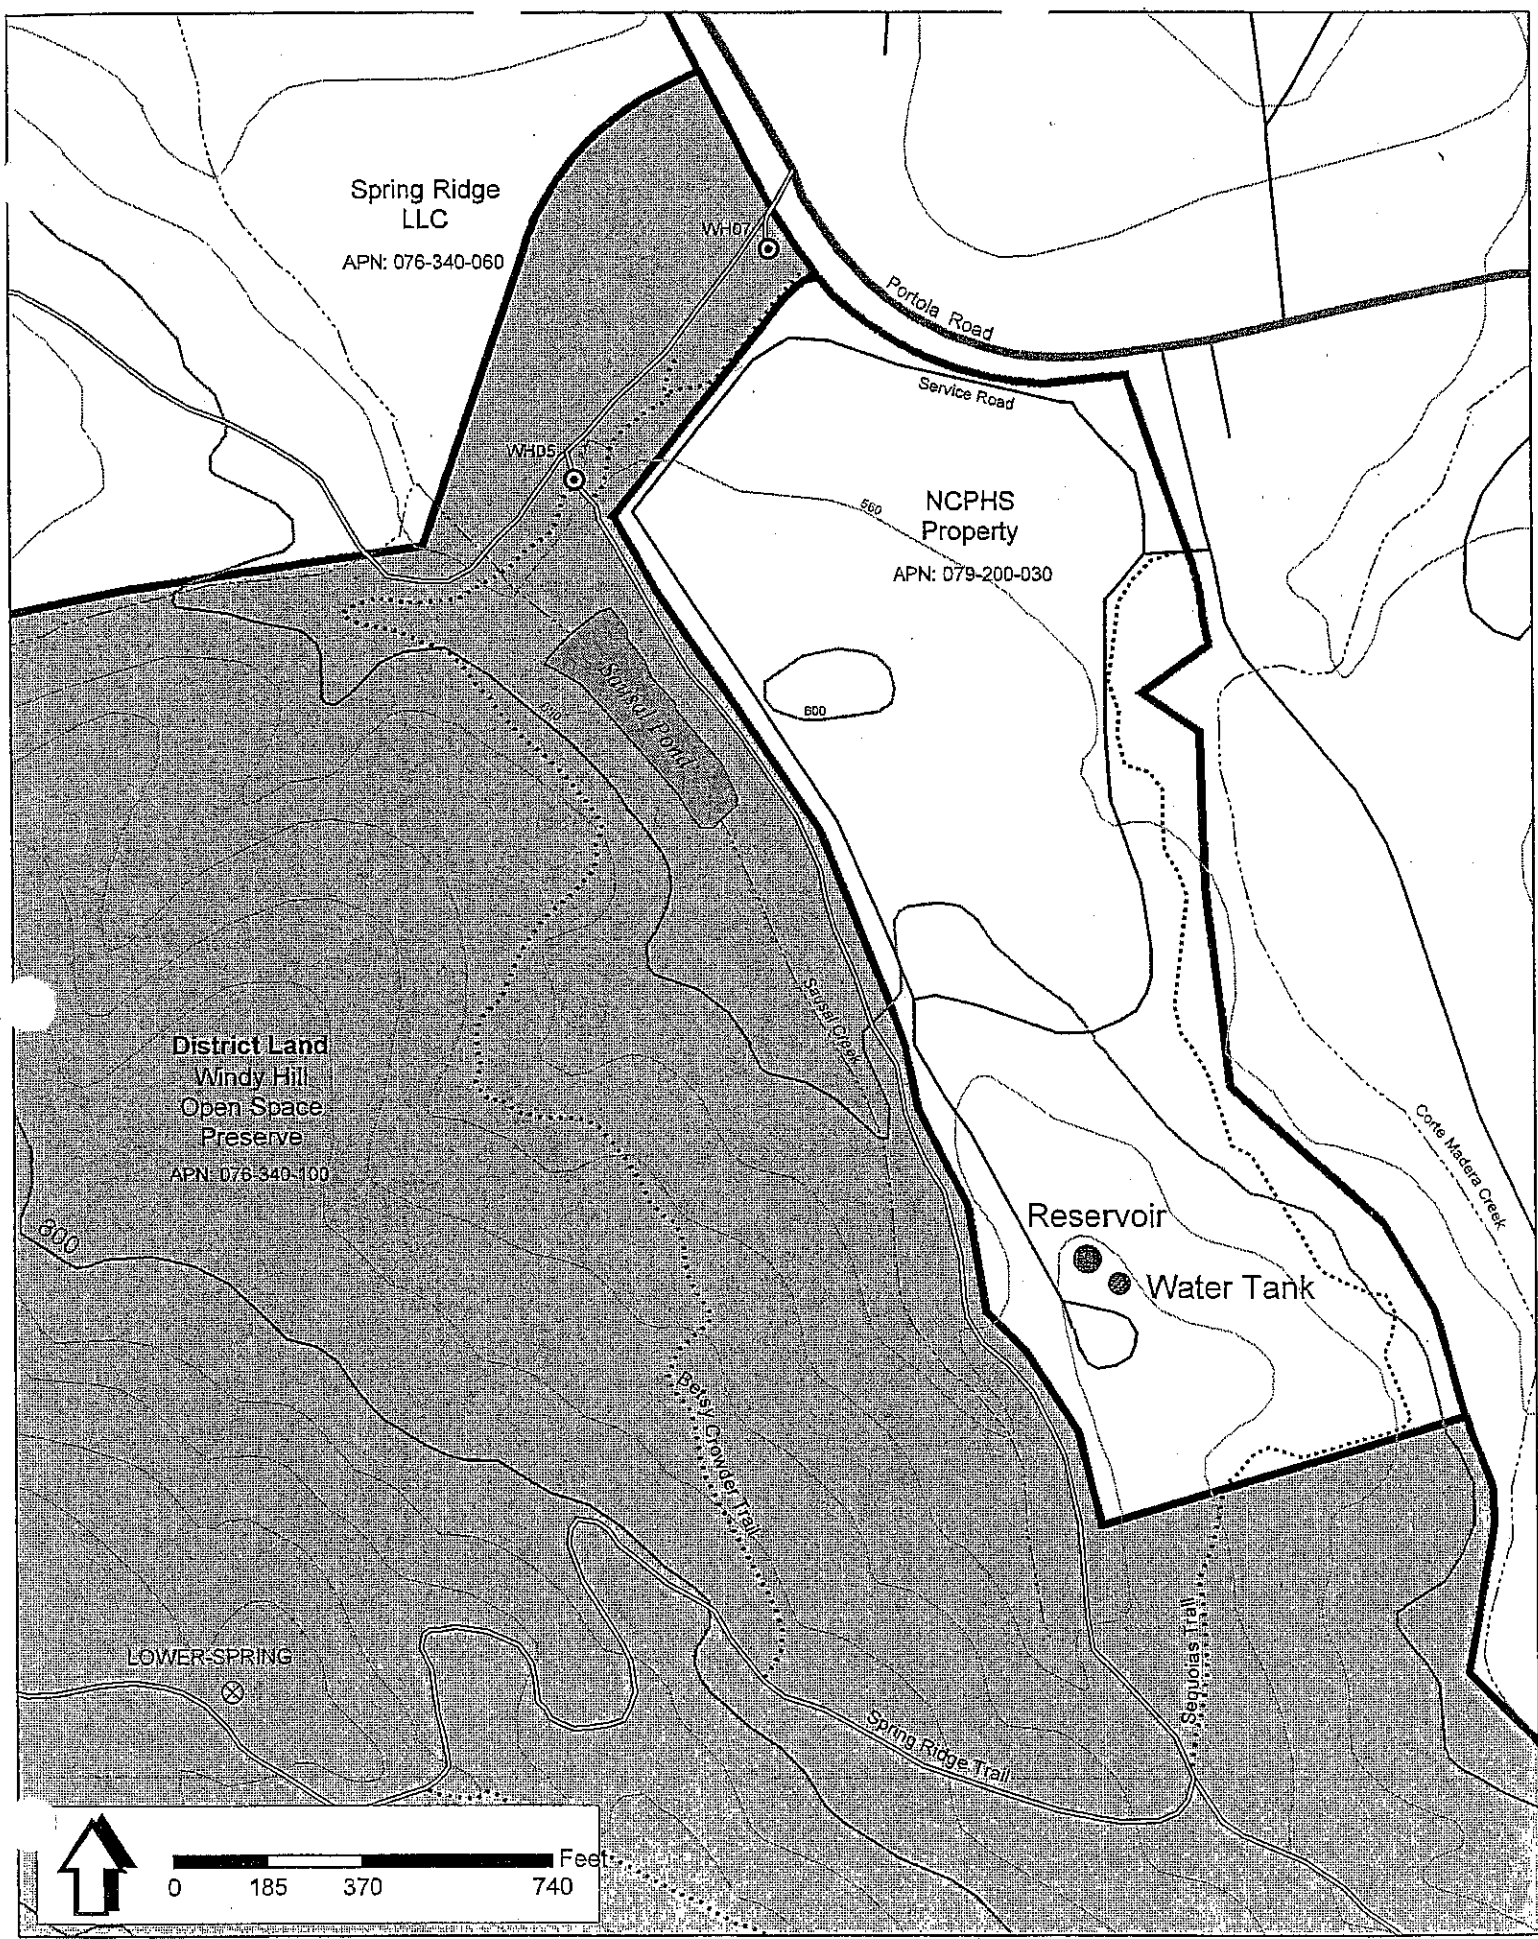 Spring Ridge
LLC
APN: 076-340-060
WH07
Portola Road
Service Road
WH05
NCPHS
Property
APN: 079-200-030
560
600
600
Sausal Pond
Sausal Creek
District Land
Windy Hill
Open Space
Preserve
APN: 076-340-100
800
Corte Madera Creek
Reservoir
Water Tank
Betsy Crowder Trail
Sequoias Trail
LOWER-SPRING
Spring Ridge Trail
Feet
0 185 370 740